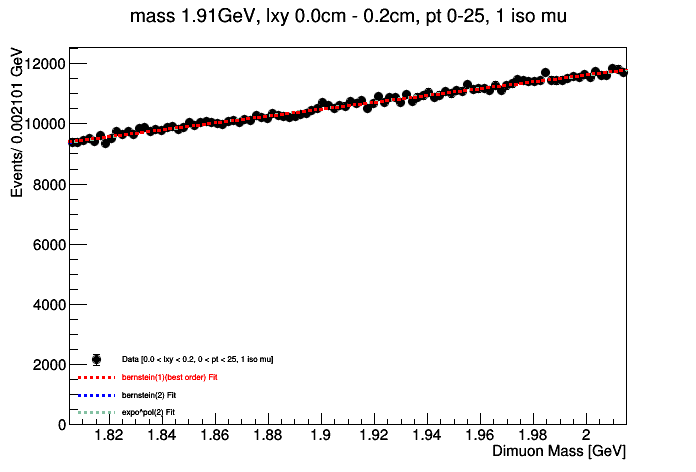 mass 1.91GeV, lxy 0.0cm - 0.2cm, pt 0-25, 1 iso mu
Events/ 0.002101 GeV
12000
10000
8000
6000
4000
2000
0
Data [0.0 < lxy < 0.2, 0 < pt < 25, 1 iso mu]
bernstein(1)(best order) Fit
bernstein(2) Fit
expo^pol(2) Fit
1.82 1.84 1.86 1.88 1.9 1.92 1.94 1.96 1.98 2
Dimuon Mass [GeV]